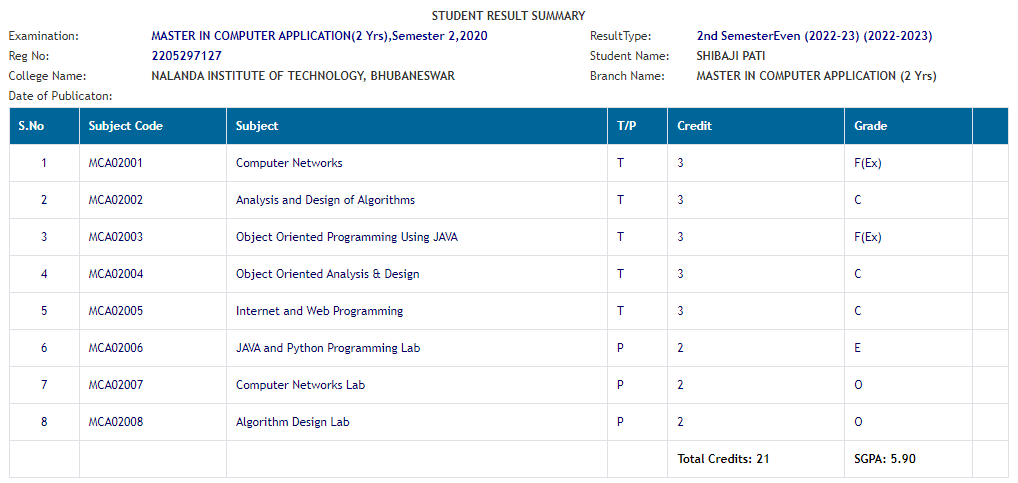 STUDENT RESULT SUMMARY
Examination: MASTER IN COMPUTER APPLICATION(2 Yrs),Semester 2,2020 ResultType: 2nd SemesterEven (2022-23) (2022-2023)
Reg No: 2205297127 Student Name: SHIBAJI PATI
College Name: NALANDA INSTITUTE OF TECHNOLOGY, BHUBANESWAR Branch Name: MASTER IN COMPUTER APPLICATION (2 Yrs)
Date of Publicaton:
S.No Subject Code Subject T/P Credit Grade
1 MCA02001 Computer Networks T 3 F(Ex)
2 MCA02002 Analysis and Design of Algorithms T 3 C
3 MCA02003 Object Oriented Programming Using JAVA T 3 F(Ex)
4 MCA02004 Object Oriented Analysis & Design T 3 C
5 MCA02005 Internet and Web Programming T 3 C
6 MCA02006 JAVA and Python Programming Lab P 2 E
7 MCA02007 Computer Networks Lab P 2 O
8 MCA02008 Algorithm Design Lab P 2 O
Total Credits: 21 SGPA: 5.90